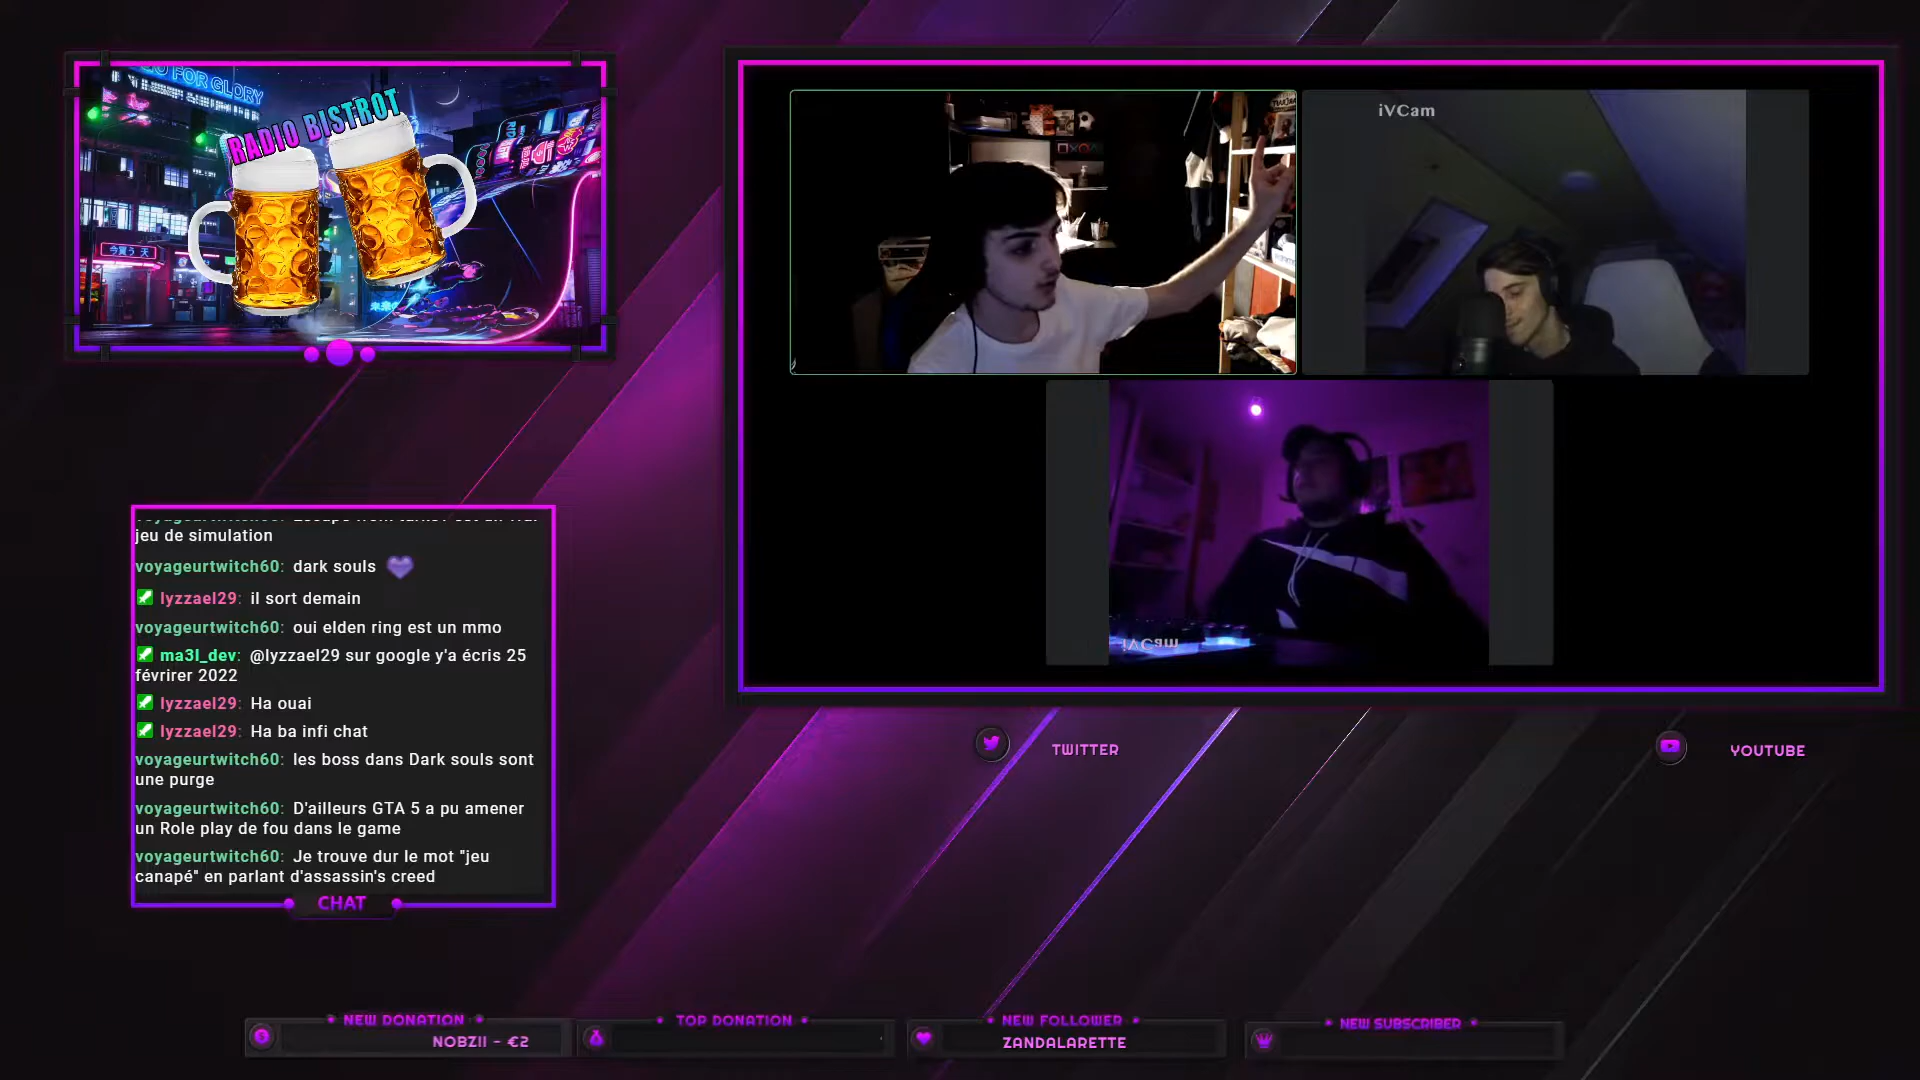 FOR GLORY
RADIO BISTROT
iVCam
iVCam
jeu de simulation
voyageurtwitch60: dark souls
lyzzael29: il sort demain
voyageurtwitch60: oui elden ring est un mmo
ma3l_dev: @lyzzael29 sur google y'a écris 25
févrirer 2022
lyzzael29: Ha ouai
lyzzael29: Ha ba infi chat
voyageurtwitch60: les boss dans Dark souls sont
une purge
voyageurtwitch60: D'ailleurs GTA 5 a pu amener
un Role play de fou dans le game
voyageurtwitch60: Je trouve dur le mot "jeu
canapé" en parlant d'assassin's creed
CHAT
TWITTER
YOUTUBE
NEW DONATION
NOBZII - €2
TOP DONATION
NEW FOLLOWER
ZANDALARETTE
NEW SUBSCRIBER